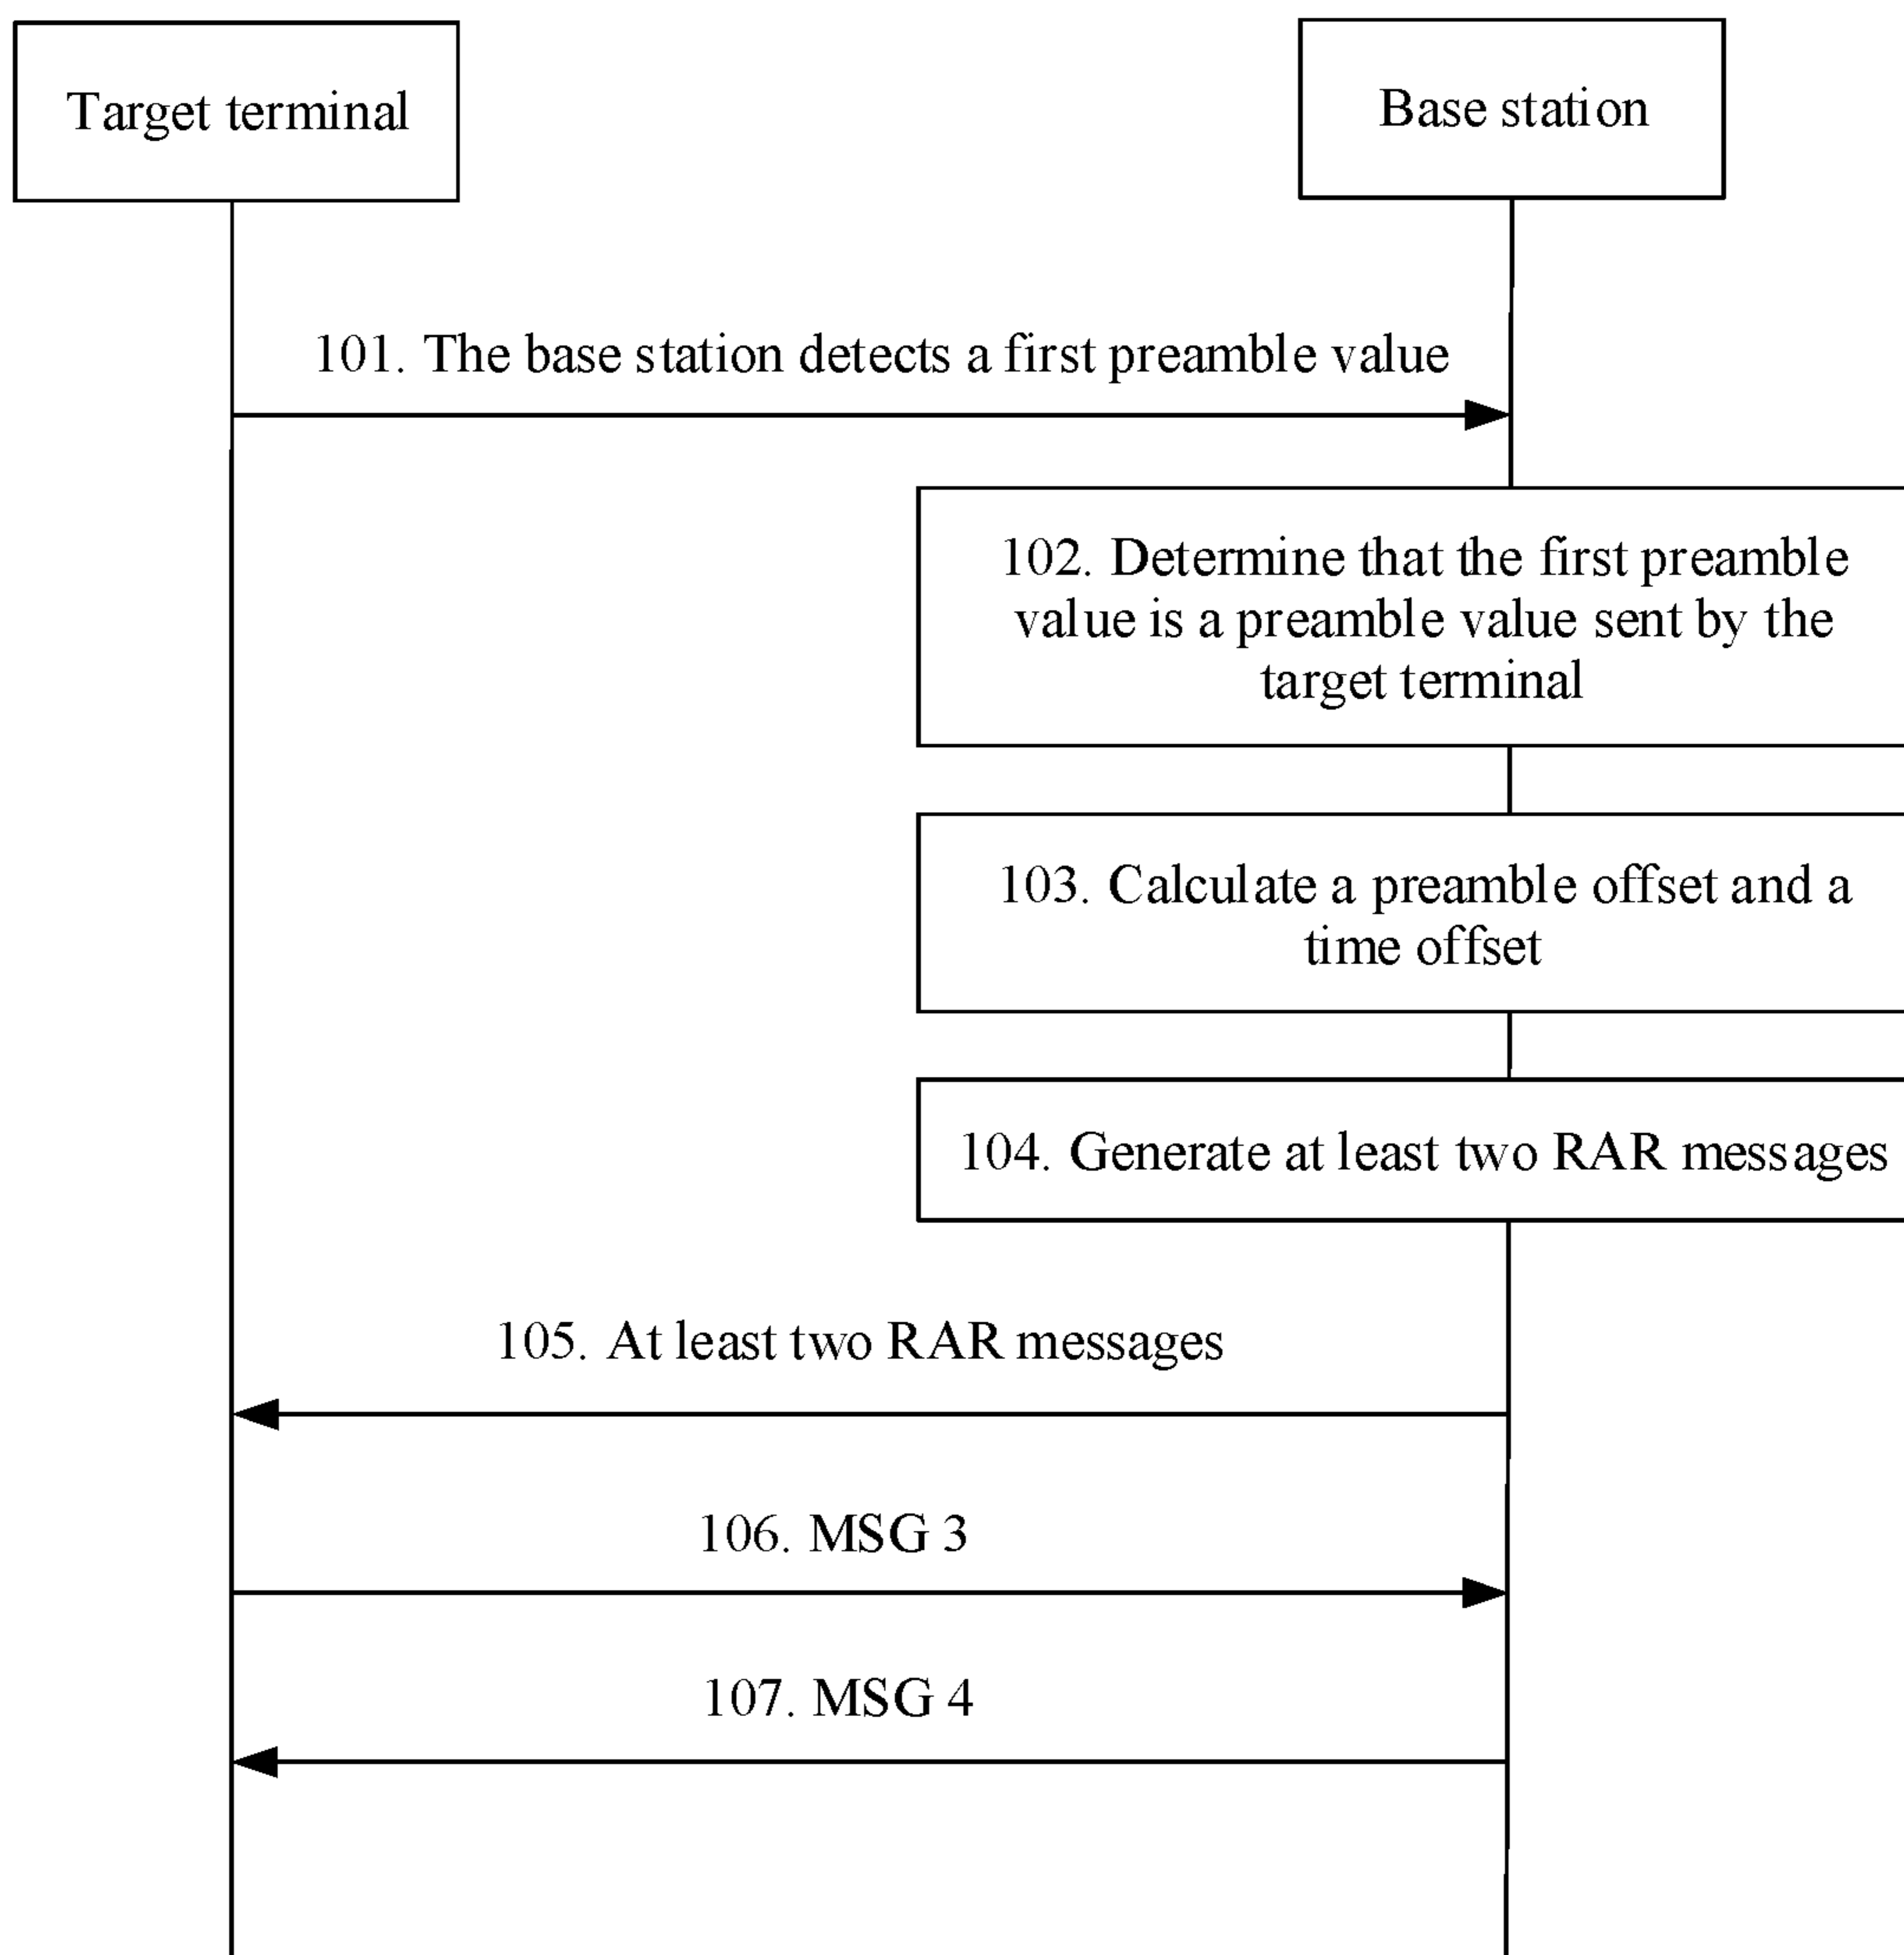 Target terminal
Base station
101. The base station detects a first preamble value
102. Determine that the first preamble
value is a preamble value sent by the
target terminal
103. Calculate a preamble offset and a
time offset
104. Generate at least two RAR messages
105. At least two RAR messages
106. MSG 3
107. MSG 4